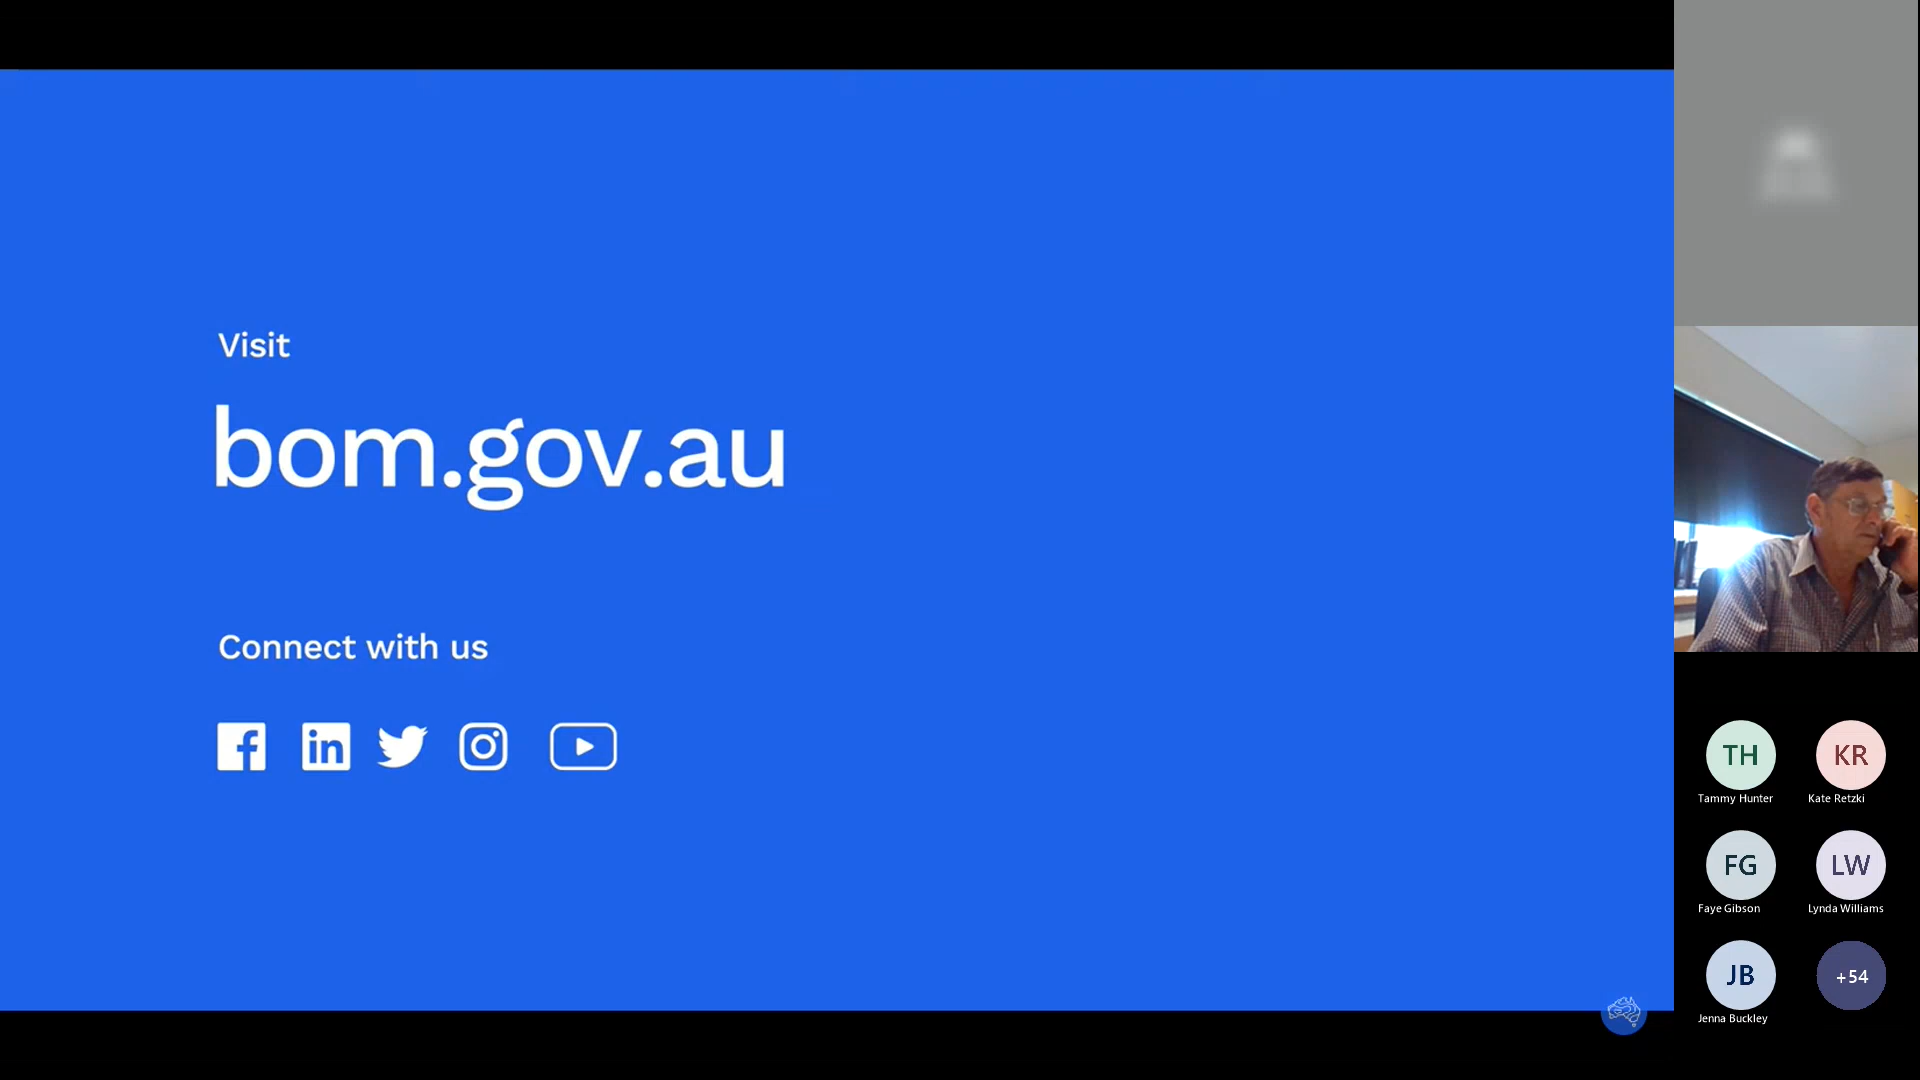 Visit
bom.gov.au
Connect with us
in
TH
Tammy Hunter
KR
Kate Retzki
FG
Faye Gibson
LW
Lynda Williams
JB
Jenna Buckley
+54